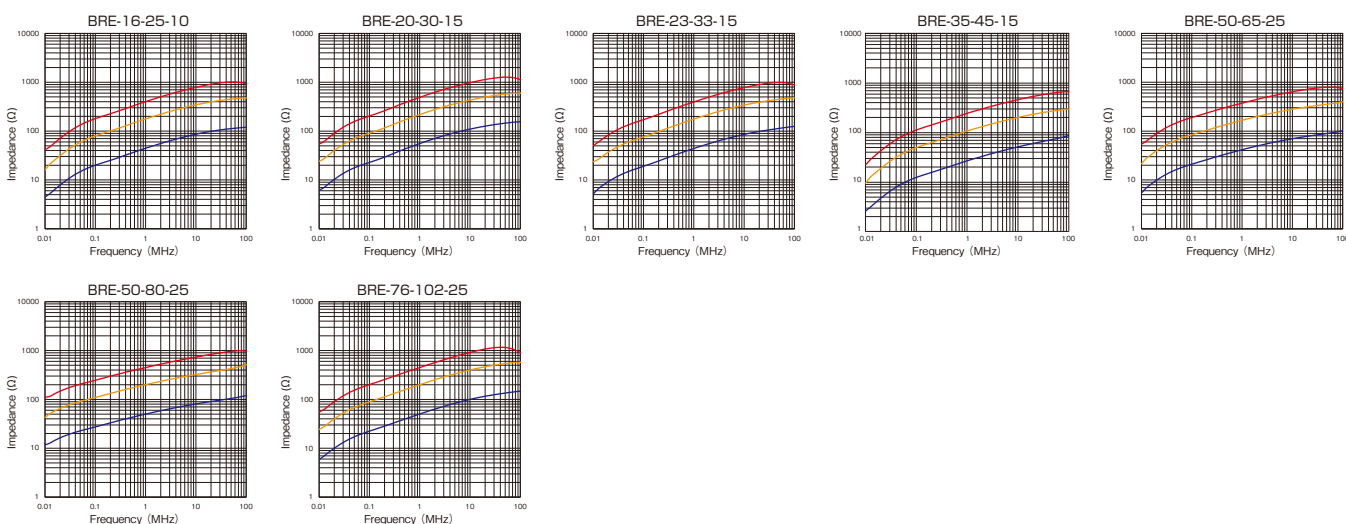 BRE-16-25-10
10000
1000
100
10
1
Impedance (Ω)
0.01 0.1 1 10 100
Frequency (MHz)
BRE-20-30-15
10000
1000
100
10
1
Impedance (Ω)
0.01 0.1 1 10 100
Frequency (MHz)
BRE-23-33-15
10000
1000
100
10
1
Impedance (Ω)
0.01 0.1 1 10 100
Frequency (MHz)
BRE-35-45-15
10000
1000
100
10
1
Impedance (Ω)
0.01 0.1 1 10 100
Frequency (MHz)
BRE-50-65-25
10000
1000
100
10
1
Impedance (Ω)
0.01 0.1 1 10 100
Frequency (MHz)
BRE-50-80-25
10000
1000
100
10
1
Impedance (Ω)
0.01 0.1 1 10 100
Frequency (MHz)
BRE-76-102-25
10000
1000
100
10
1
Impedance (Ω)
0.01 0.1 1 10 100
Frequency (MHz)